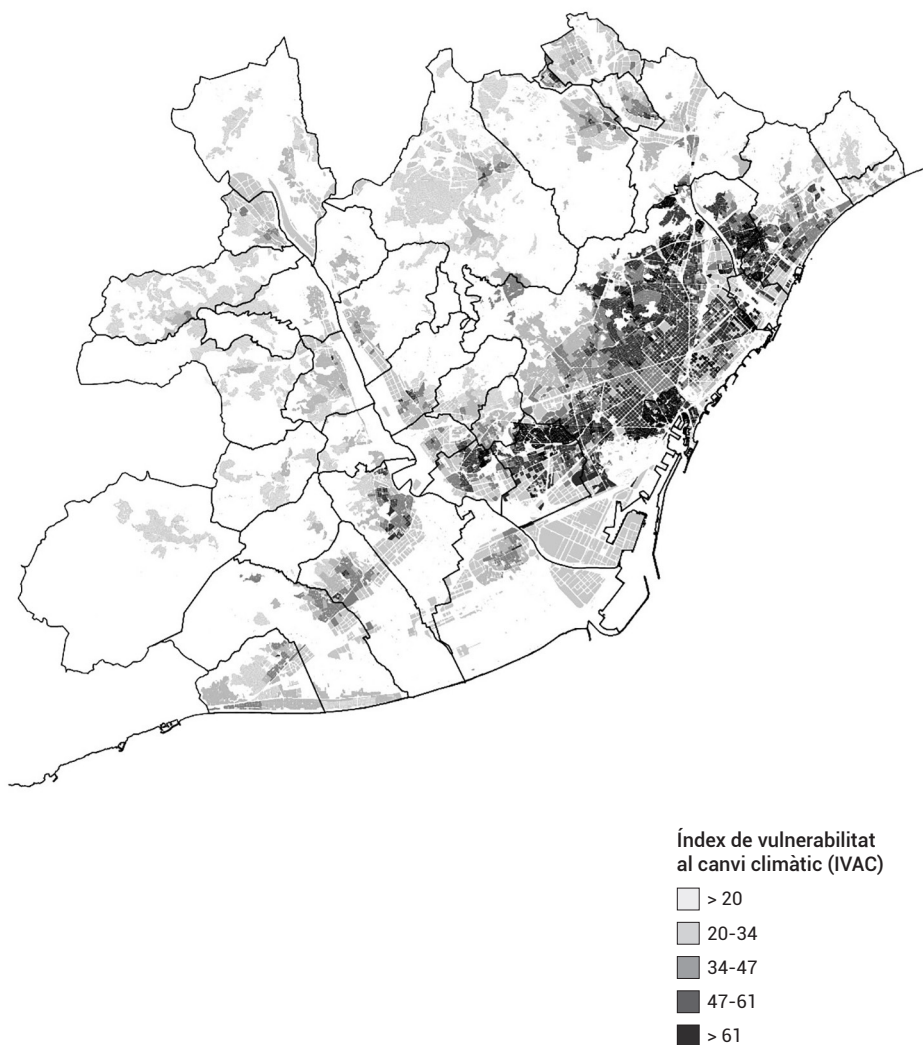 Índex de vulnerabilitat
al canvi climàtic (IVAC)
> 20
20-34
34-47
47-61
> 61